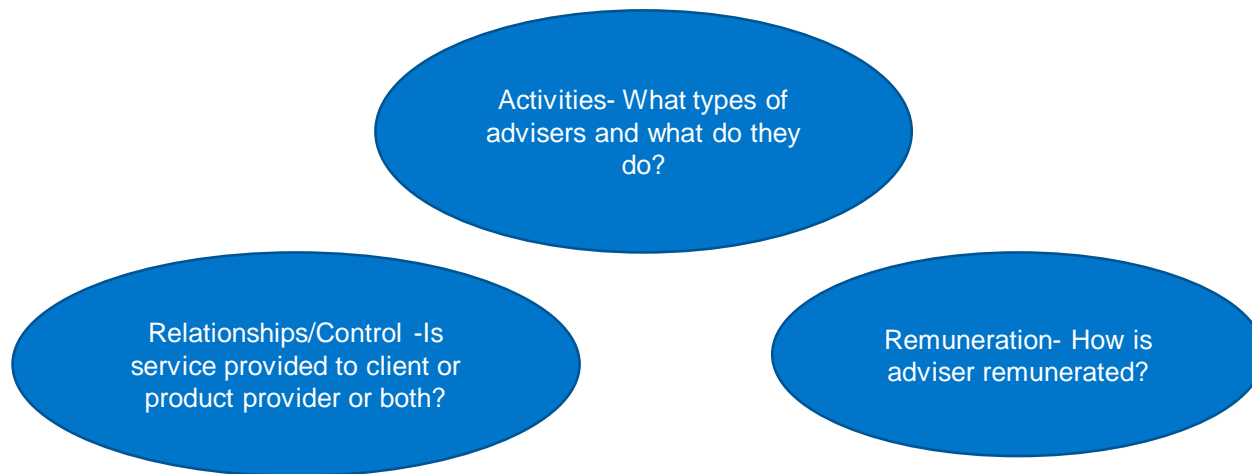 Activities- What types of
advisers and what do they
do?
Relationships/Control -Is
service provided to client or
product provider or both?
Remuneration- How is
adviser remunerated?